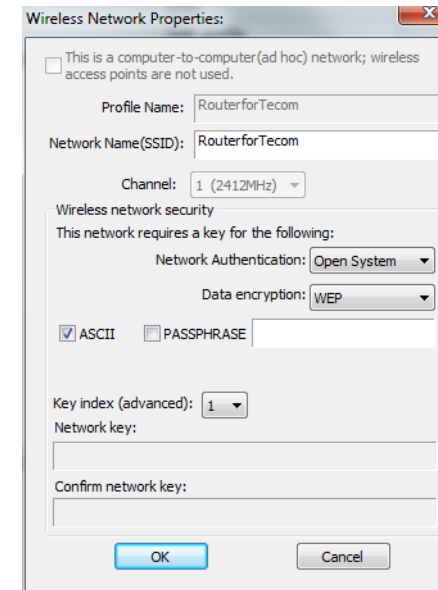 Wireless Network Properties:
This is a computer-to-computer(ad hoc) network; wireless
access points are not used.
Profile Name: RouterforTecom
Network Name(SSID): RouterforTecom
Channel: 1 (2412MHz)
Wireless network security
This network requires a key for the following:
Network Authentication: Open System
Data encryption: WEP
ASCII PASSPHRASE
Key index (advanced): 1
Network key:
Confirm network key:
OK Cancel